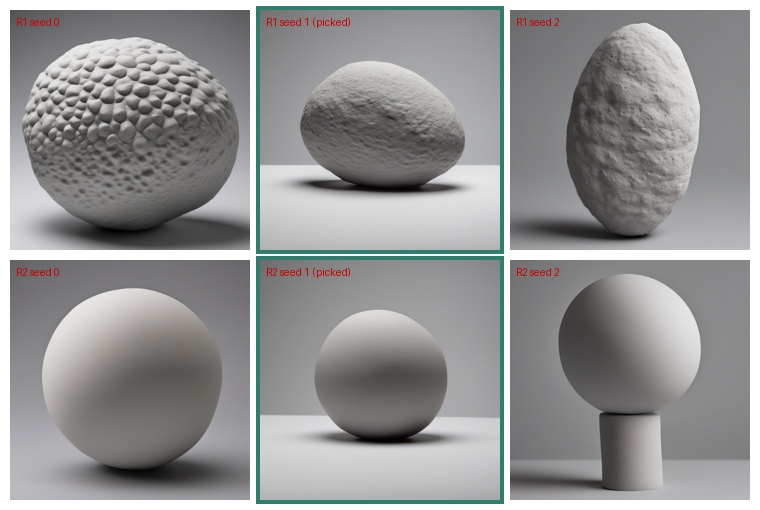 R1 seed 0
R1 seed 1 (picked)
R1 seed 2
R2 seed 0
R2 seed 1 (picked)
R2 seed 2